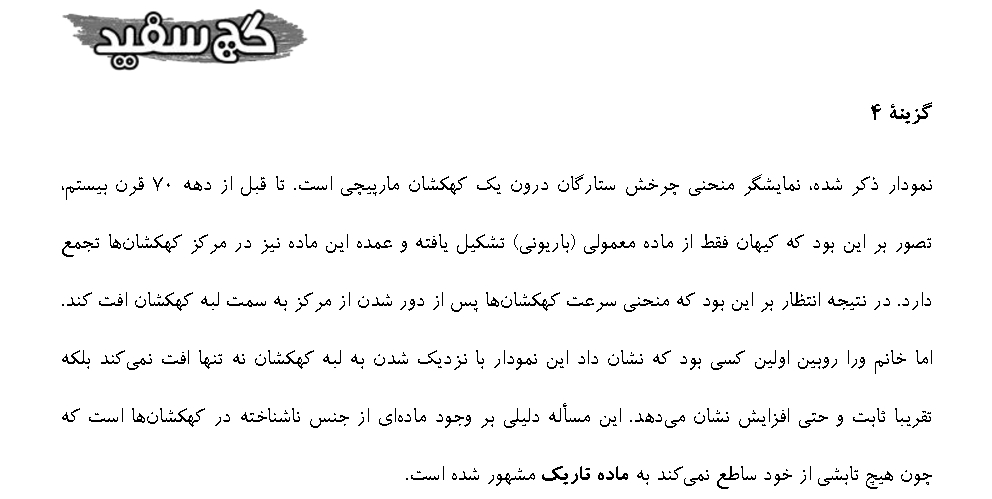 گچ سفید
گزینهٔ ۴
نمودار ذکر شده، نمایشگر منحنی چرخش ستارگان درون یک کهکشان مارپیچی است. تا قبل از دهه ۷۰ قرن بیستم،
تصور بر این بود که کیهان فقط از ماده معمولی (باریونی) تشکیل یافته و عمده این ماده نیز در مرکز کهکشان‌ها تجمع
دارد. در نتیجه انتظار بر این بود که منحنی سرعت کهکشان‌ها پس از دور شدن از مرکز به سمت لبه کهکشان افت کند.
اما خانم ورا روبین اولین کسی بود که نشان داد این نمودار با نزدیک شدن به لبه کهکشان نه تنها افت نمی‌کند بلکه
تقریبا ثابت و حتی افزایش نشان می‌دهد. این مسأله دلیلی بر وجود ماده‌ای از جنس ناشناخته در کهکشان‌ها است که
چون هیچ تابشی از خود ساطع نمی‌کند به ماده تاریک مشهور شده است.